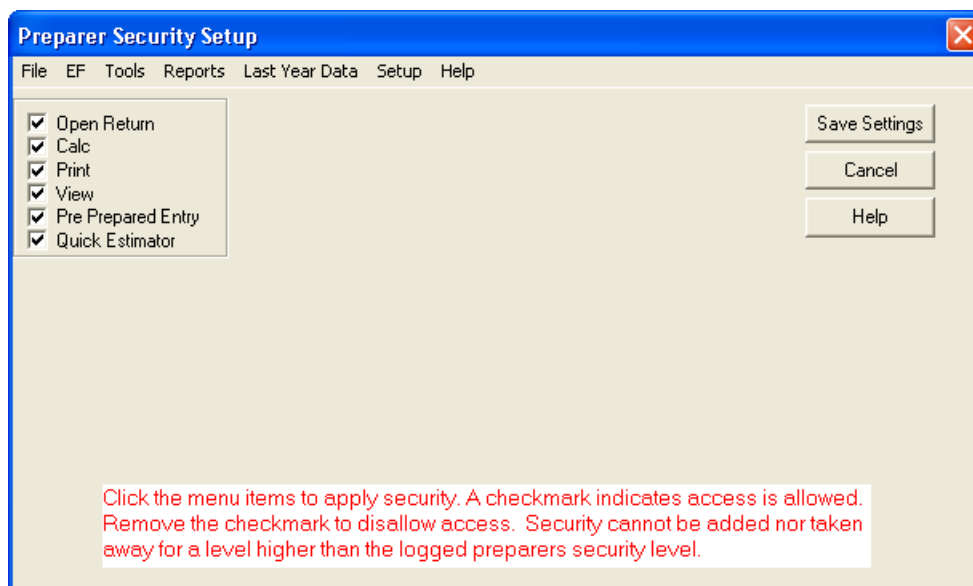 Preparer Security Setup
File EF Tools Reports Last Year Data Setup Help
Open Return
Calc
Print
View
Pre Prepared Entry
Quick Estimator
Save Settings
Cancel
Help
Click the menu items to apply security. A checkmark indicates access is allowed.
Remove the checkmark to disallow access. Security cannot be added nor taken
away for a level higher than the logged preparers security level.